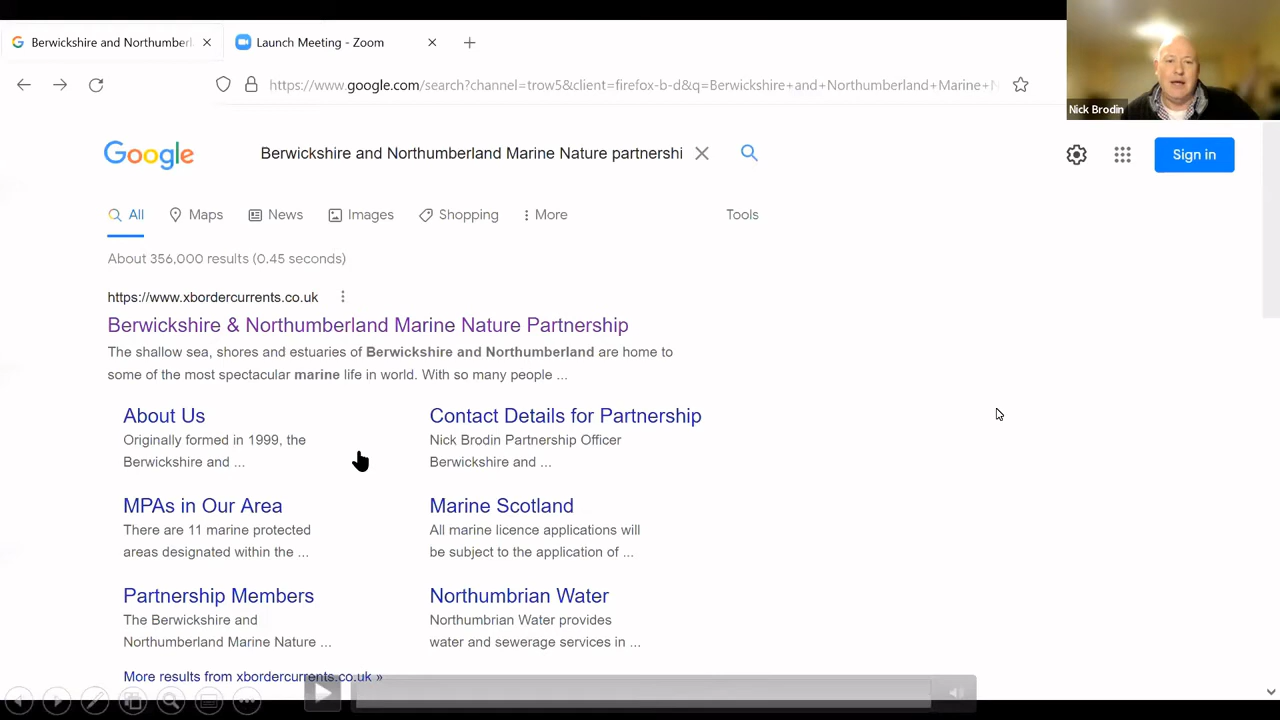 Berwickshire and Northumberl
Launch Meeting - Zoom
https://www.google.com/search?channel=trow5&client=firefox-b-d&q=Berwickshire+and+Northumberland+Marine+N
Nick Brodin
Google
Berwickshire and Northumberland Marine Nature partnershi
Sign in
All
Maps
News
Images
Shopping
More
Tools
About 356,000 results (0.45 seconds)
https://www.xbordercurrents.co.uk
Berwickshire & Northumberland Marine Nature Partnership
The shallow sea, shores and estuaries of Berwickshire and Northumberland are home to
some of the most spectacular marine life in world. With so many people ...
About Us
Originally formed in 1999, the
Berwickshire and ...
Contact Details for Partnership
Nick Brodin Partnership Officer
Berwickshire and ...
MPAs in Our Area
There are 11 marine protected
areas designated within the ...
Marine Scotland
All marine licence applications will
be subject to the application of ...
Partnership Members
The Berwickshire and
Northumberland Marine Nature ...
Northumbrian Water
Northumbrian Water provides
water and sewerage services in ...
More results from xbordercurrents.co.uk »